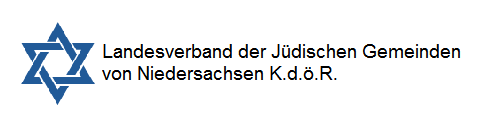 Landesverband der Jüdischen Gemeinden
von Niedersachsen K.d.ö.R.